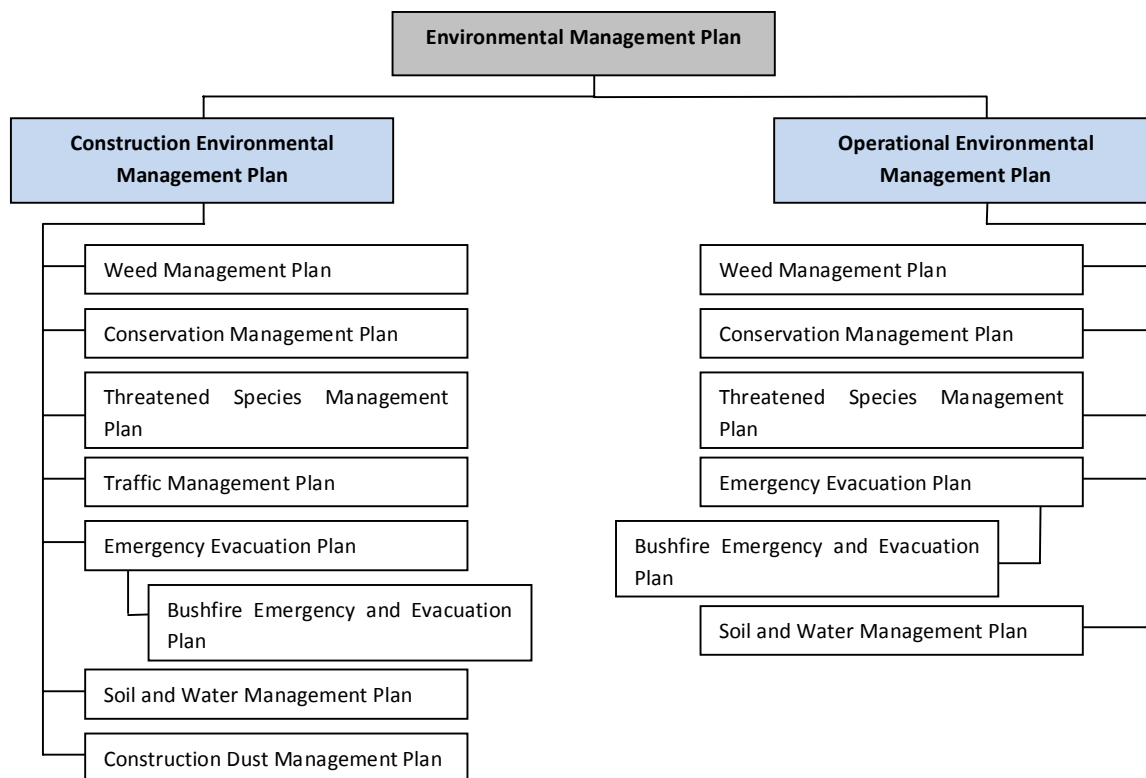 Environmental Management Plan
Construction Environmental
Management Plan
Weed Management Plan
Conservation Management Plan
Threatened Species Management
Plan
Traffic Management Plan
Emergency Evacuation Plan
Bushfire Emergency and Evacuation
Plan
Soil and Water Management Plan
Construction Dust Management Plan
Operational Environmental
Management Plan
Weed Management Plan
Conservation Management Plan
Threatened Species Management
Plan
Emergency Evacuation Plan
Bushfire Emergency and Evacuation
Plan
Soil and Water Management Plan